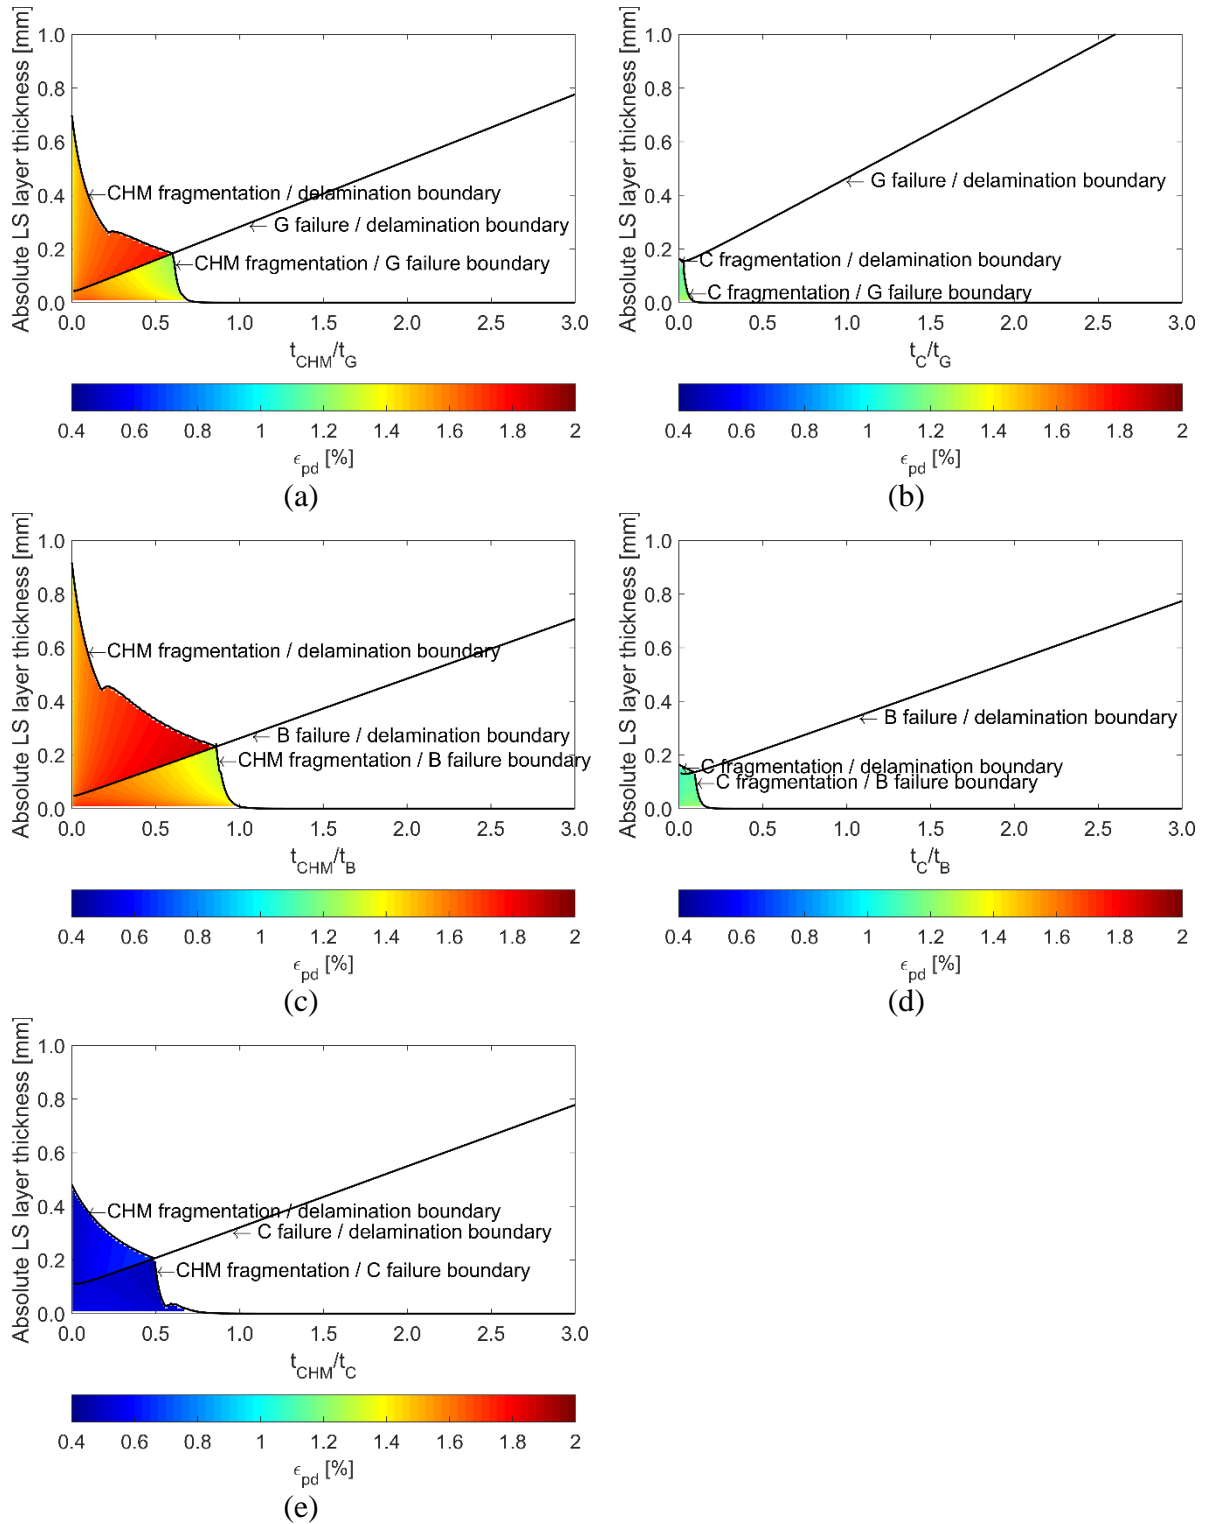 Absolute LS layer thickness [mm]
1.0
0.8
0.6
0.4
0.2
0.0
CHM fragmentation / delamination boundary
G failure / delamination boundary
CHM fragmentation / G failure boundary
0.0 0.5 1.0 1.5 2.0 2.5 3.0
t_CHM/t_G
0.4 0.6 0.8 1 1.2 1.4 1.6 1.8 2
ϵ_pd [%]
(a)
Absolute LS layer thickness [mm]
1.0
0.8
0.6
0.4
0.2
0.0
G failure / delamination boundary
C fragmentation / delamination boundary
C fragmentation / G failure boundary
0.0 0.5 1.0 1.5 2.0 2.5 3.0
t_C/t_G
0.4 0.6 0.8 1 1.2 1.4 1.6 1.8 2
ϵ_pd [%]
(b)
Absolute LS layer thickness [mm]
1.0
0.8
0.6
0.4
0.2
0.0
CHM fragmentation / delamination boundary
B failure / delamination boundary
CHM fragmentation / B failure boundary
0.0 0.5 1.0 1.5 2.0 2.5 3.0
t_CHM/t_B
0.4 0.6 0.8 1 1.2 1.4 1.6 1.8 2
ϵ_pd [%]
(c)
Absolute LS layer thickness [mm]
1.0
0.8
0.6
0.4
0.2
0.0
B failure / delamination boundary
C fragmentation / delamination boundary
C fragmentation / B failure boundary
0.0 0.5 1.0 1.5 2.0 2.5 3.0
t_C/t_B
0.4 0.6 0.8 1 1.2 1.4 1.6 1.8 2
ϵ_pd [%]
(d)
Absolute LS layer thickness [mm]
1.0
0.8
0.6
0.4
0.2
0.0
CHM fragmentation / delamination boundary
C failure / delamination boundary
CHM fragmentation / C failure boundary
0.0 0.5 1.0 1.5 2.0 2.5 3.0
t_CHM/t_C
0.4 0.6 0.8 1 1.2 1.4 1.6 1.8 2
ϵ_pd [%]
(e)